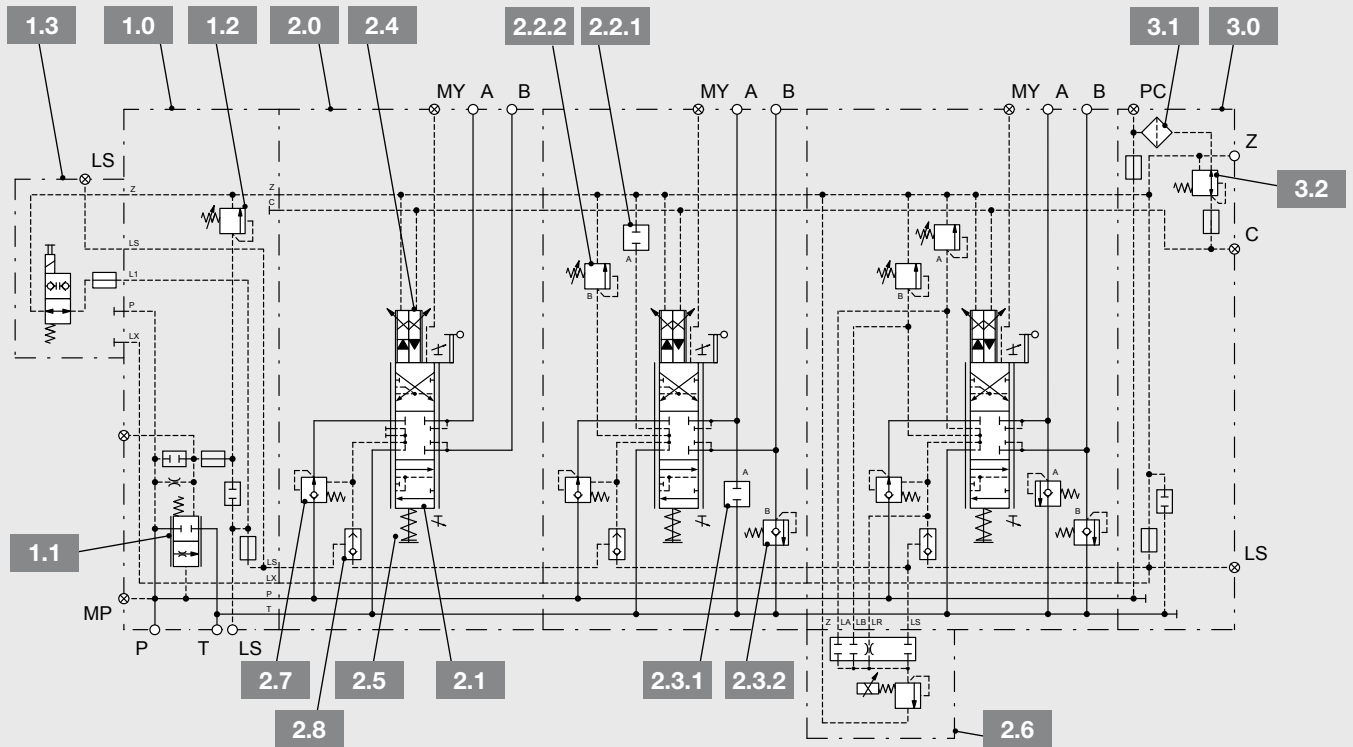 1.3 1.0 1.2 2.0 2.4 2.2.2 2.2.1 3.1 3.0
MY A B MY A B MY A B PC
Z
LS
3.2
Z Z
C
A A
C
LS
B B
L1
P
LX
A A
B B
1.1
LS
LS
LX
MP
P
T
Z LA LB LR LS
P T LS
2.7 2.5 2.1 2.3.1 2.3.2
2.8 2.6